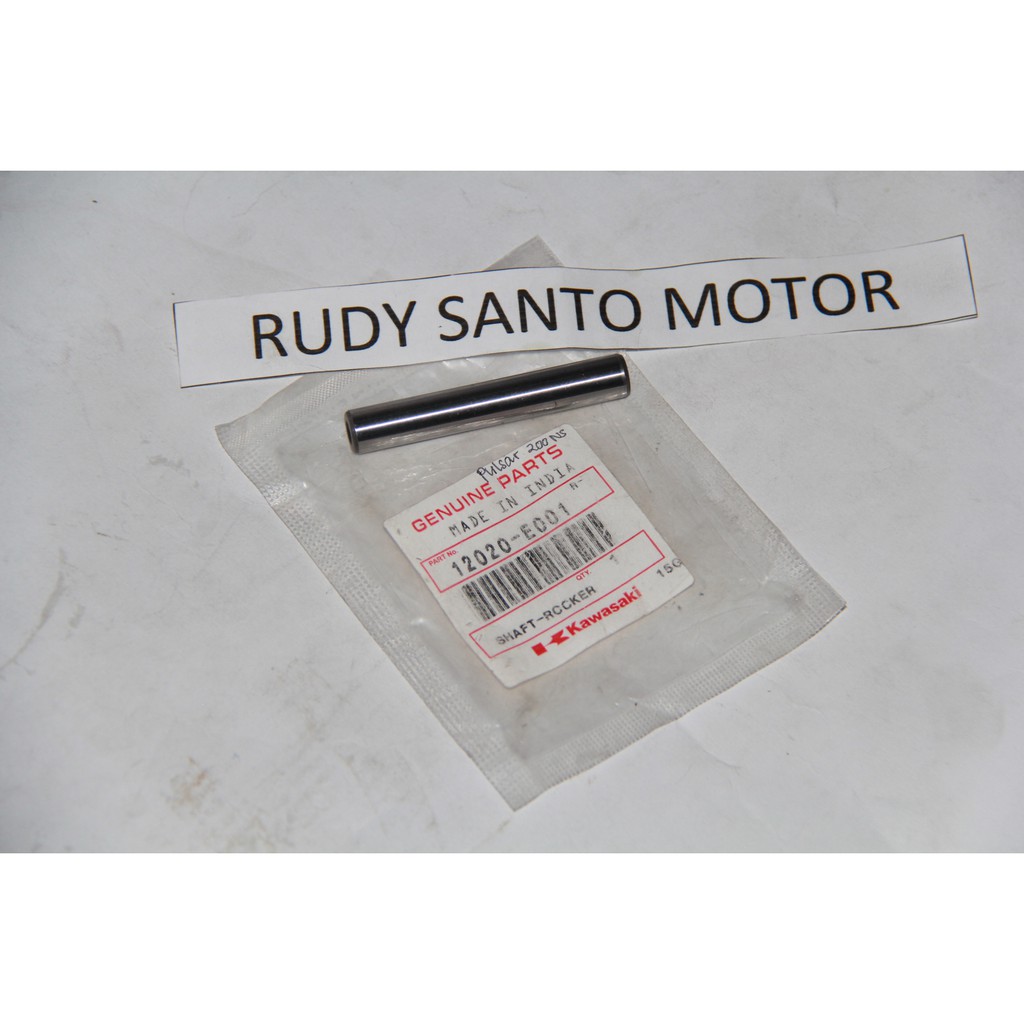 RUDY SANTO MOTOR
Pulsar 200 NS
GENUINE PARTS
MADE IN INDIA
PART No. N-
12020-E001
QTY. 1
SHAFT-ROCKER 15G
Kawasaki